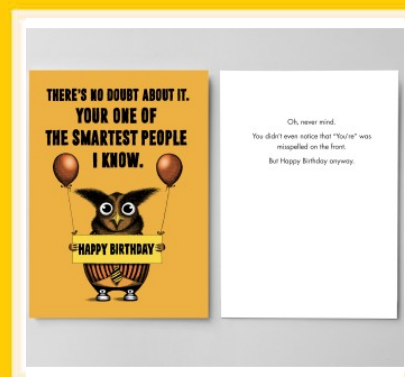 THERE'S NO DOUBT ABOUT IT.
YOUR ONE OF
THE SMARTEST PEOPLE
I KNOW.
HAPPY BIRTHDAY
Oh, never mind.
You didn't even notice that "You're" was
misspelled on the front.
But Happy Birthday anyway.